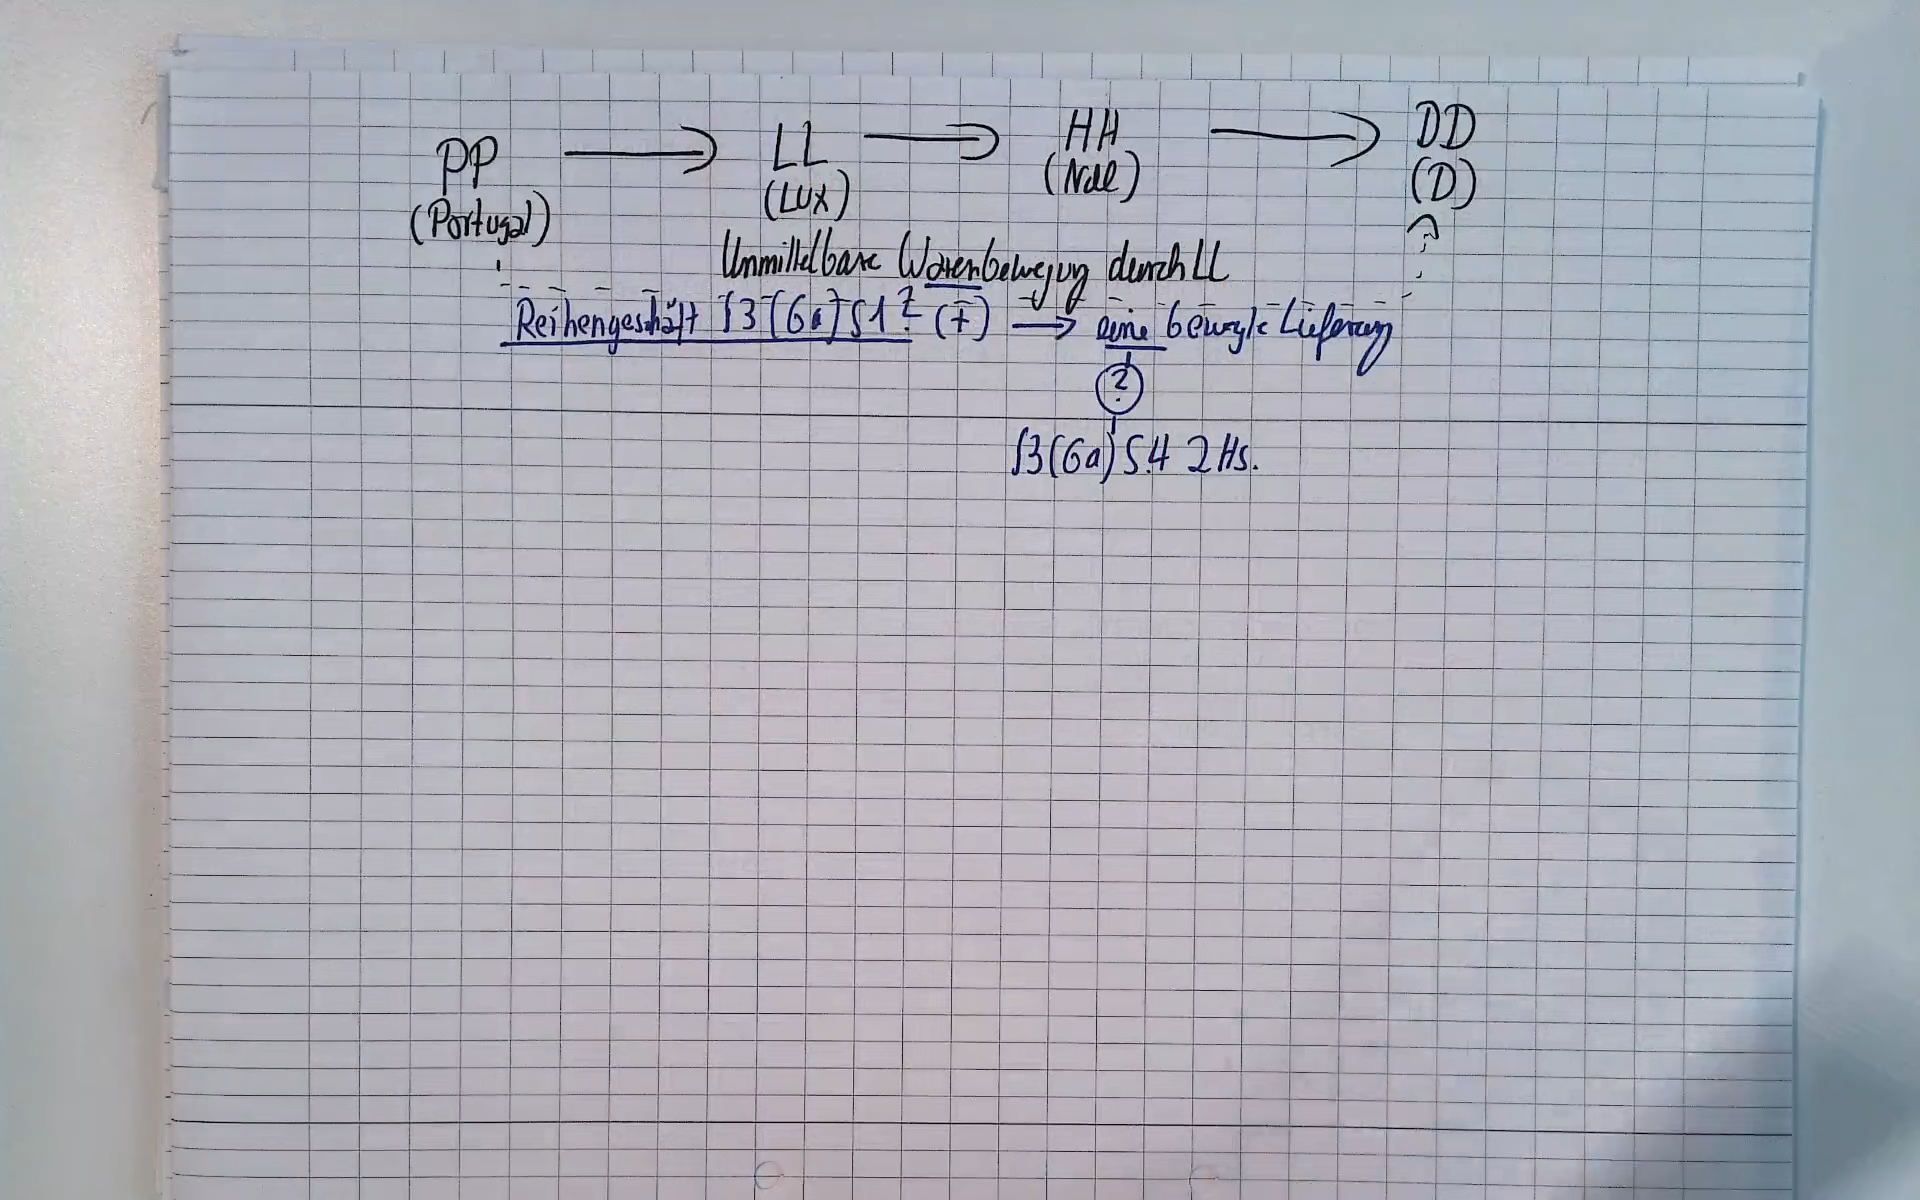 PP → LL → HH → DD
(Portugal) (LUX) (Ndl) (D)
Unmittelbare Warenbewegung durch LL
Reihengeschäft §3(6a) S1? (+) → eine bewegte Lieferung
?
§3(6a) S.4 2 Hs.